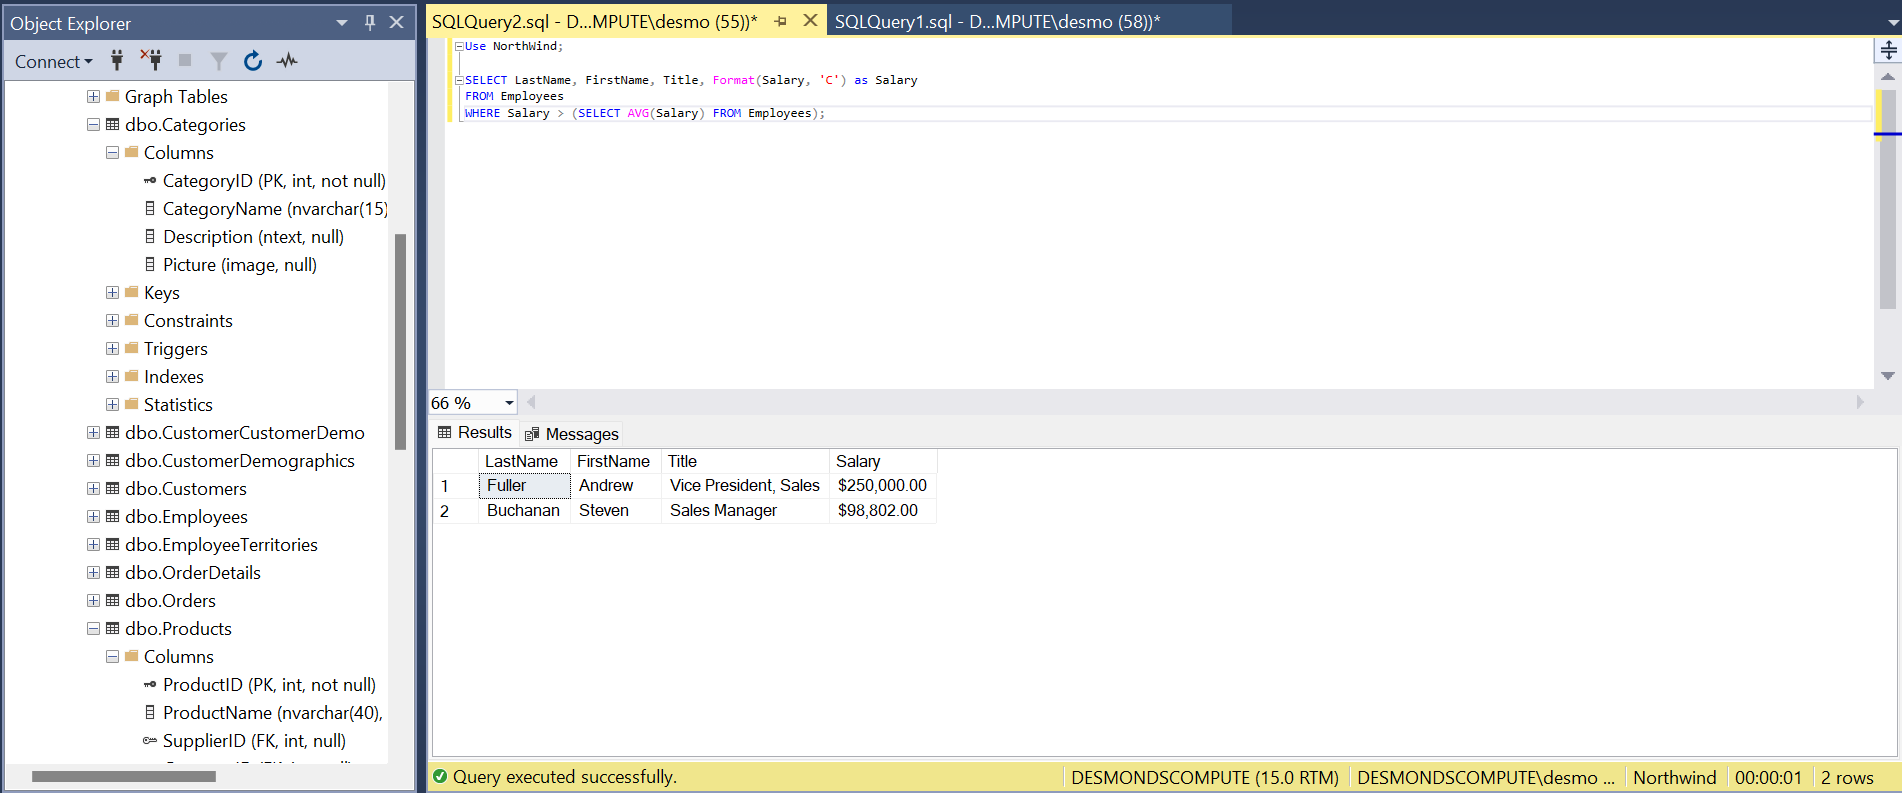 Object Explorer
Connect
Graph Tables
dbo.Categories
Columns
CategoryID (PK, int, not null)
CategoryName (nvarchar(15)
Description (ntext, null)
Picture (image, null)
Keys
Constraints
Triggers
Indexes
Statistics
dbo.CustomerCustomerDemo
dbo.CustomerDemographics
dbo.Customers
dbo.Employees
dbo.EmployeeTerritories
dbo.OrderDetails
dbo.Orders
dbo.Products
Columns
ProductID (PK, int, not null)
ProductName (nvarchar(40),
SupplierID (FK, int, null)
SQLQuery2.sql - D...MPUTE\desmo (55))* SQLQuery1.sql - D...MPUTE\desmo (58))*
Use NorthWind;
SELECT LastName, FirstName, Title, Format(Salary, 'C') as Salary
FROM Employees
WHERE Salary > (SELECT AVG(Salary) FROM Employees);
66 %
Results Messages
LastName FirstName Title Salary
1 Fuller Andrew Vice President, Sales $250,000.00
2 Buchanan Steven Sales Manager $98,802.00
Query executed successfully. DESMONDSCOMPUTE (15.0 RTM) DESMONDSCOMPUTE\desmo ... Northwind 00:00:01 2 rows